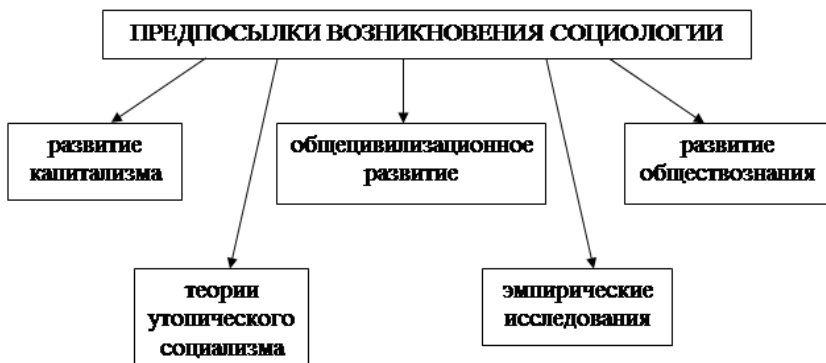 ПРЕДПОСЫЛКИ ВОЗНИКНОВЕНИЯ СОЦИОЛОГИИ
развитие
капитализма
общецивилизационное
развитие
развитие
обществознания
теории
утопического
социализма
эмпирические
исследования